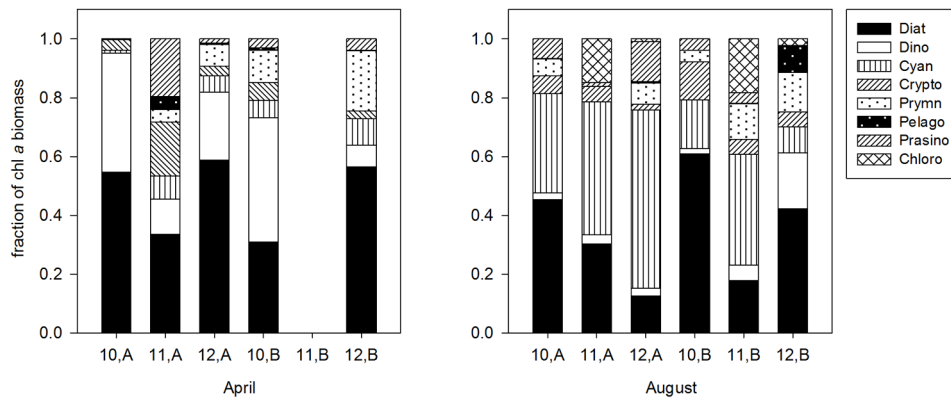 fraction of chl a biomass
1.0
0.8
0.6
0.4
0.2
0.0
10,A 11,A 12,A 10,B 11,B 12,B
April
1.0
0.8
0.6
0.4
0.2
0.0
10,A 11,A 12,A 10,B 11,B 12,B
August
Diat
Dino
Cyan
Crypto
Prymn
Pelago
Prasino
Chloro